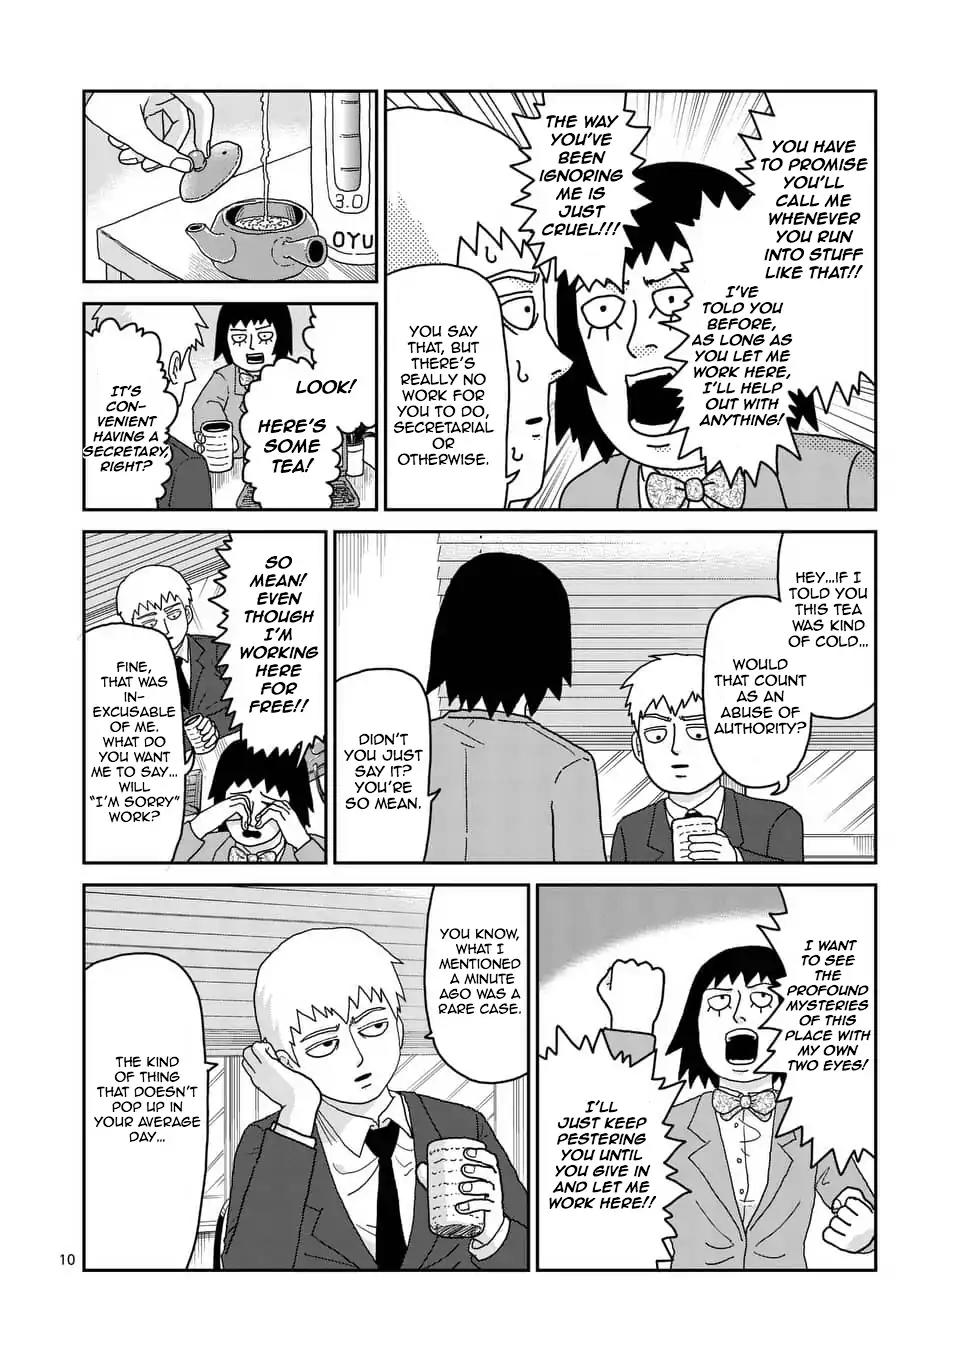 THE WAY
YOU'VE
BEEN
IGNORING
ME IS
JUST
CRUEL!!!
YOU HAVE
TO PROMISE
YOU'LL
CALL ME
WHENEVER
YOU RUN
INTO STUFF
LIKE THAT!!
I'VE
TOLD YOU
BEFORE,
AS LONG AS
YOU LET ME
WORK HERE,
I'LL HELP
OUT WITH
ANYTHING!
YOU SAY
THAT, BUT
THERE'S
REALLY NO
WORK FOR
YOU TO DO,
SECRETARIAL
OR
OTHERWISE.
3.0
OYU
LOOK!
HERE'S
SOME
TEA!
IT'S
CON-
VENIENT
HAVING A
SECRETARY,
RIGHT?
HEY...IF I
TOLD YOU
THIS TEA
WAS KIND
OF COLD...
WOULD
THAT COUNT
AS AN
ABUSE OF
AUTHORITY?
DIDN'T
YOU JUST
SAY IT?
YOU'RE
SO MEAN.
SO
MEAN!
EVEN
THOUGH
I'M
WORKING
HERE
FOR
FREE!!
FINE,
THAT WAS
IN-
EXCUSABLE
OF ME.
WHAT DO
YOU WANT
ME TO SAY...
WILL
"I'M SORRY"
WORK?
I WANT
TO SEE
THE
PROFOUND
MYSTERIES
OF THIS
PLACE WITH
MY OWN
TWO EYES!
I'LL
JUST KEEP
PESTERING
YOU UNTIL
YOU GIVE IN
AND LET ME
WORK HERE!!
YOU KNOW,
WHAT I
MENTIONED
A MINUTE
AGO WAS A
RARE CASE.
THE KIND
OF THING
THAT DOESN'T
POP UP IN
YOUR AVERAGE
DAY...
10